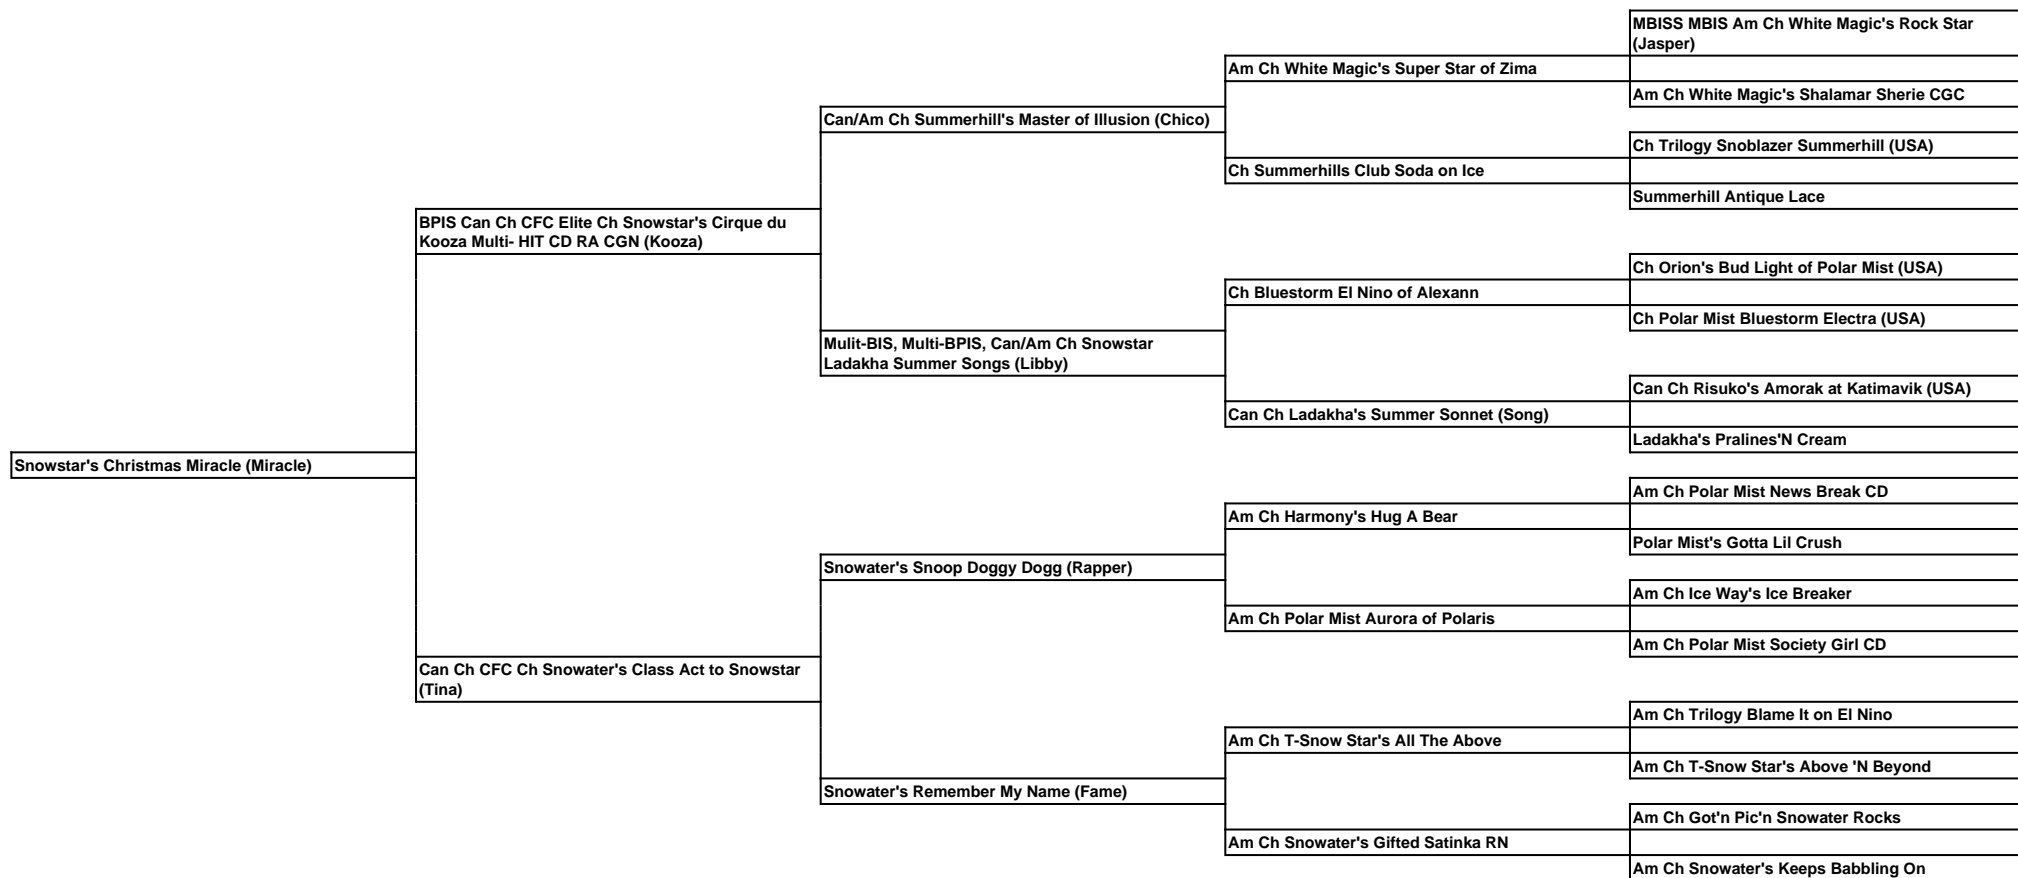 MBISS MBIS Am Ch White Magic's Rock Star
(Jasper)
Am Ch White Magic's Super Star of Zima
Am Ch White Magic's Shalamar Sherie CGC
Can/Am Ch Summerhill's Master of Illusion (Chico)
Ch Trilogy Snoblazer Summerhill (USA)
Ch Summerhills Club Soda on Ice
Summerhill Antique Lace
BPIS Can Ch CFC Elite Ch Snowstar's Cirque du
Kooza Multi- HIT CD RA CGN (Kooza)
Ch Orion's Bud Light of Polar Mist (USA)
Ch Bluestorm El Nino of Alexann
Ch Polar Mist Bluestorm Electra (USA)
Mulit-BIS, Multi-BPIS, Can/Am Ch Snowstar
Ladakha Summer Songs (Libby)
Can Ch Risuko's Amorak at Katimavik (USA)
Can Ch Ladakha's Summer Sonnet (Song)
Ladakha's Pralines'N Cream
Snowstar's Christmas Miracle (Miracle)
Am Ch Polar Mist News Break CD
Am Ch Harmony's Hug A Bear
Polar Mist's Gotta Lil Crush
Snowater's Snoop Doggy Dogg (Rapper)
Am Ch Ice Way's Ice Breaker
Am Ch Polar Mist Aurora of Polaris
Am Ch Polar Mist Society Girl CD
Can Ch CFC Ch Snowater's Class Act to Snowstar
(Tina)
Am Ch Trilogy Blame It on El Nino
Am Ch T-Snow Star's All The Above
Am Ch T-Snow Star's Above 'N Beyond
Snowater's Remember My Name (Fame)
Am Ch Got'n Pic'n Snowater Rocks
Am Ch Snowater's Gifted Satinka RN
Am Ch Snowater's Keeps Babbling On